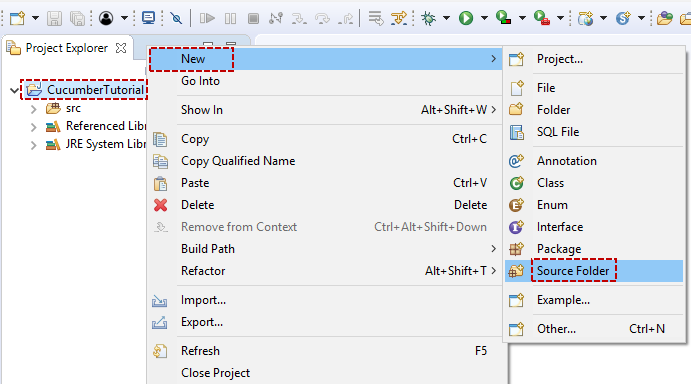 Project Explorer
CucumberTutorial
src
Referenced Libr
JRE System Libr
New
Go Into
Show In Alt+Shift+W
Copy Ctrl+C
Copy Qualified Name
Paste Ctrl+V
Delete Delete
Remove from Context Ctrl+Alt+Shift+Down
Build Path
Refactor Alt+Shift+T
Import...
Export...
Refresh F5
Close Project
Project...
File
Folder
SQL File
Annotation
Class
Enum
Interface
Package
Source Folder
Example...
Other... Ctrl+N